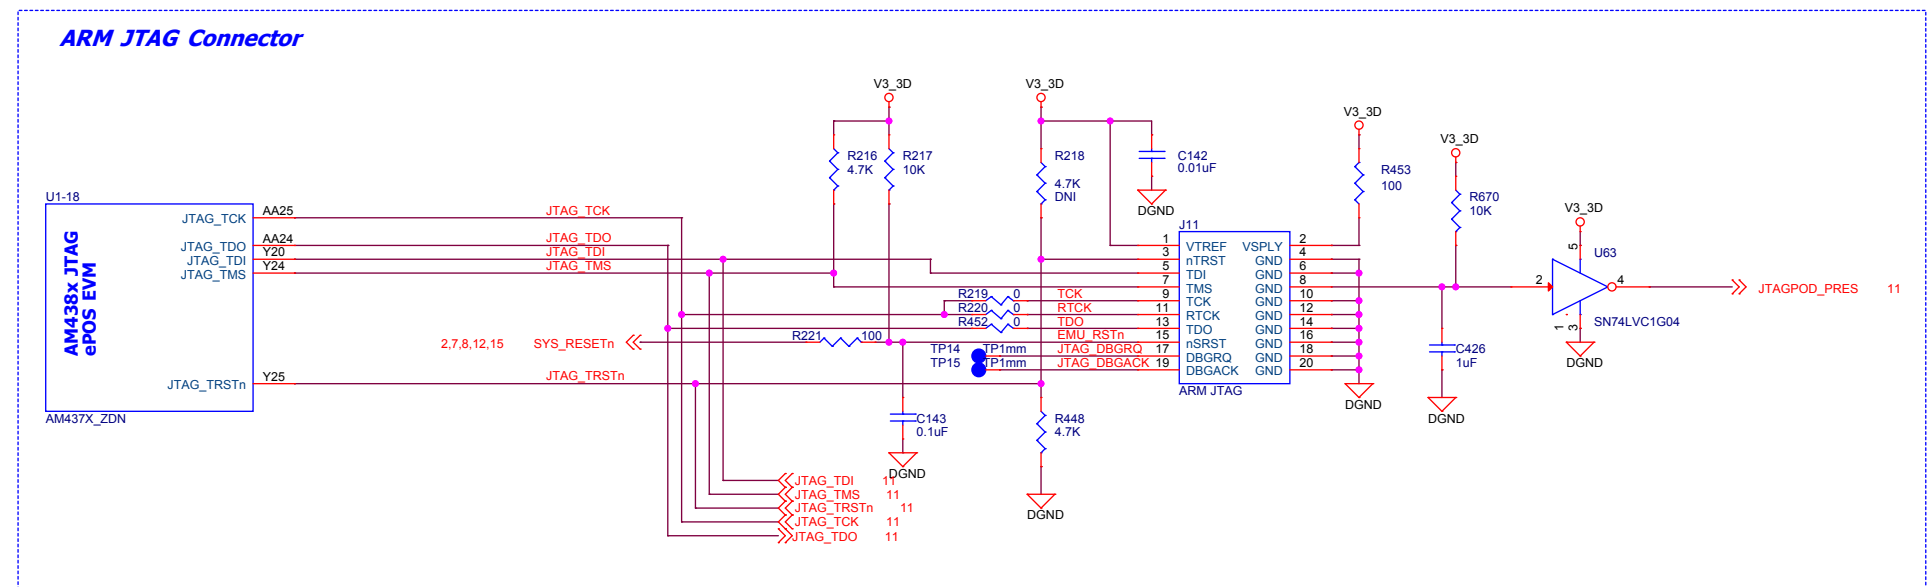 ARM JTAG Connector
V3_3D
V3_3D
V3_3D
V3_3D
R216
4.7K
R217
10K
R218
4.7K
DNI
C142
0.01uF
DGND
R453
100
R670
10K
V3_3D
U63
U1-18
AM438x JTAG
ePOS EVM
JTAG_TCK
JTAG_TDO
JTAG_TDI
JTAG_TMS
JTAG_TRSTn
AA25
AA24
Y20
Y24
Y25
AM437X_ZDN
JTAG_TCK
JTAG_TDO
JTAG_TDI
JTAG_TMS
JTAG_TRSTn
2,7,8,12,15 SYS_RESETn
R221 100
R219 0 TCK
R220 0 RTCK
R452 0 TDO
EMU_RSTn
TP14 TP1mm JTAG_DBGRQ
TP15 TP1mm JTAG_DBGACK
J11
1 VTREF VSPLY 2
3 nTRST GND 4
5 TDI GND 6
7 TMS GND 8
9 TCK GND 10
11 RTCK GND 12
13 TDO GND 14
15 nSRST GND 16
17 DBGRQ GND 18
19 DBGACK GND 20
ARM JTAG
DGND
C426
1uF
DGND
2
5
4
1
3
SN74LVC1G04
DGND
JTAGPOD_PRES 11
C143
0.1uF
DGND
R448
4.7K
DGND
JTAG_TDI 11
JTAG_TMS 11
JTAG_TRSTn 11
JTAG_TCK 11
JTAG_TDO 11